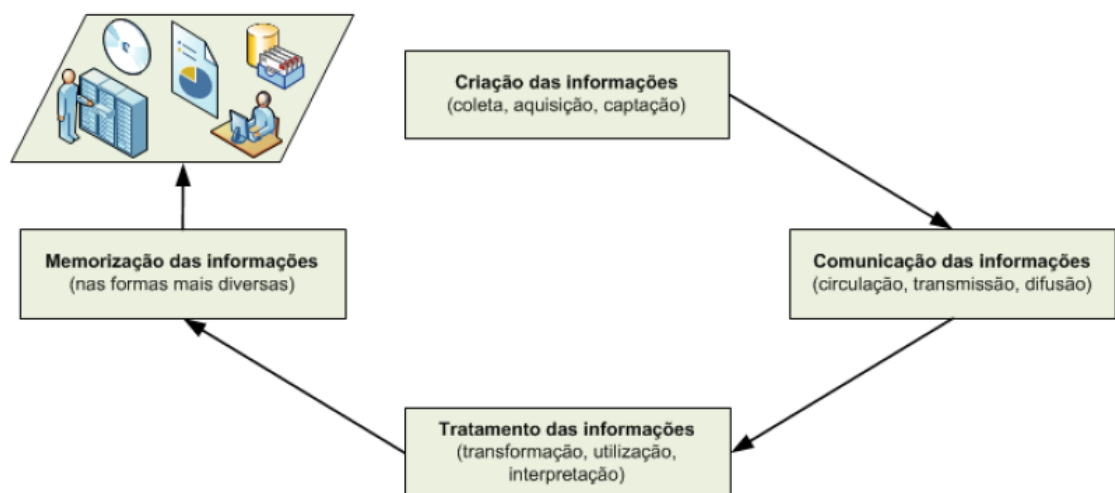 Criação das informações
(coleta, aquisição, captação)
Memorização das informações
(nas formas mais diversas)
Comunicação das informações
(circulação, transmissão, difusão)
Tratamento das informações
(transformação, utilização,
interpretação)